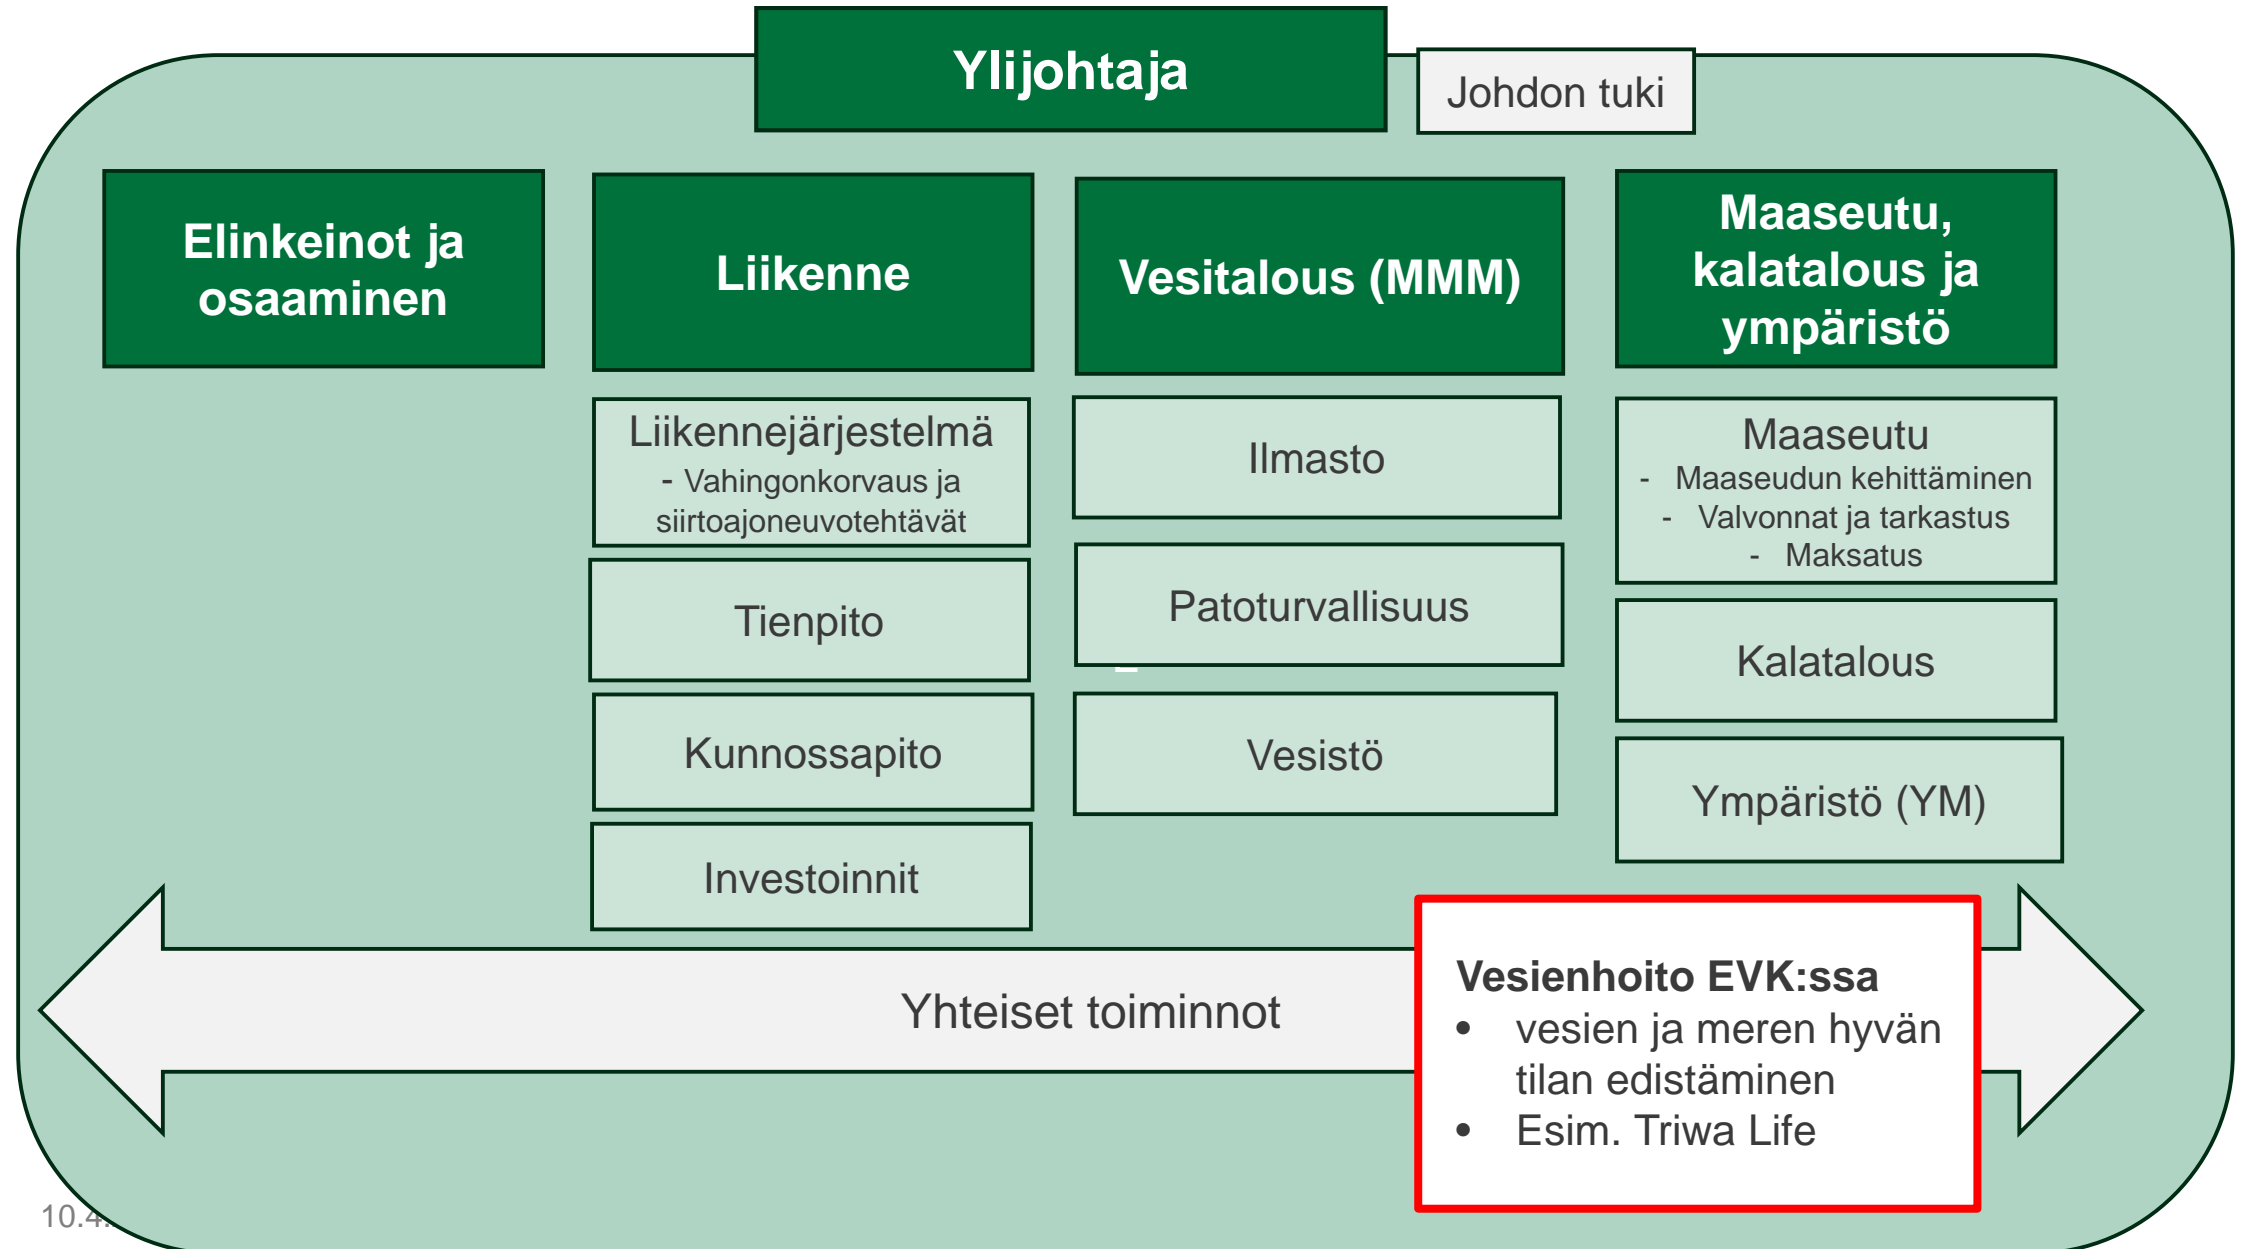 Ylijohtaja
Johdon tuki
Elinkeinot ja
osaaminen
Liikenne
Vesitalous (MMM)
Maaseutu,
kalatalous ja
ympäristö
Liikennejärjestelmä
- Vahingonkorvaus ja
siirtoajoneuvotehtävät
Tienpito
Kunnossapito
Investoinnit
Ilmasto
Patoturvallisuus
Vesistö
Maaseutu
- Maaseudun kehittäminen
- Valvonnat ja tarkastus
- Maksatus
Kalatalous
Ympäristö (YM)
Yhteiset toiminnot
Vesienhoito EVK:ssa
• vesien ja meren hyvän
tilan edistäminen
• Esim. Triwa Life
10.4.